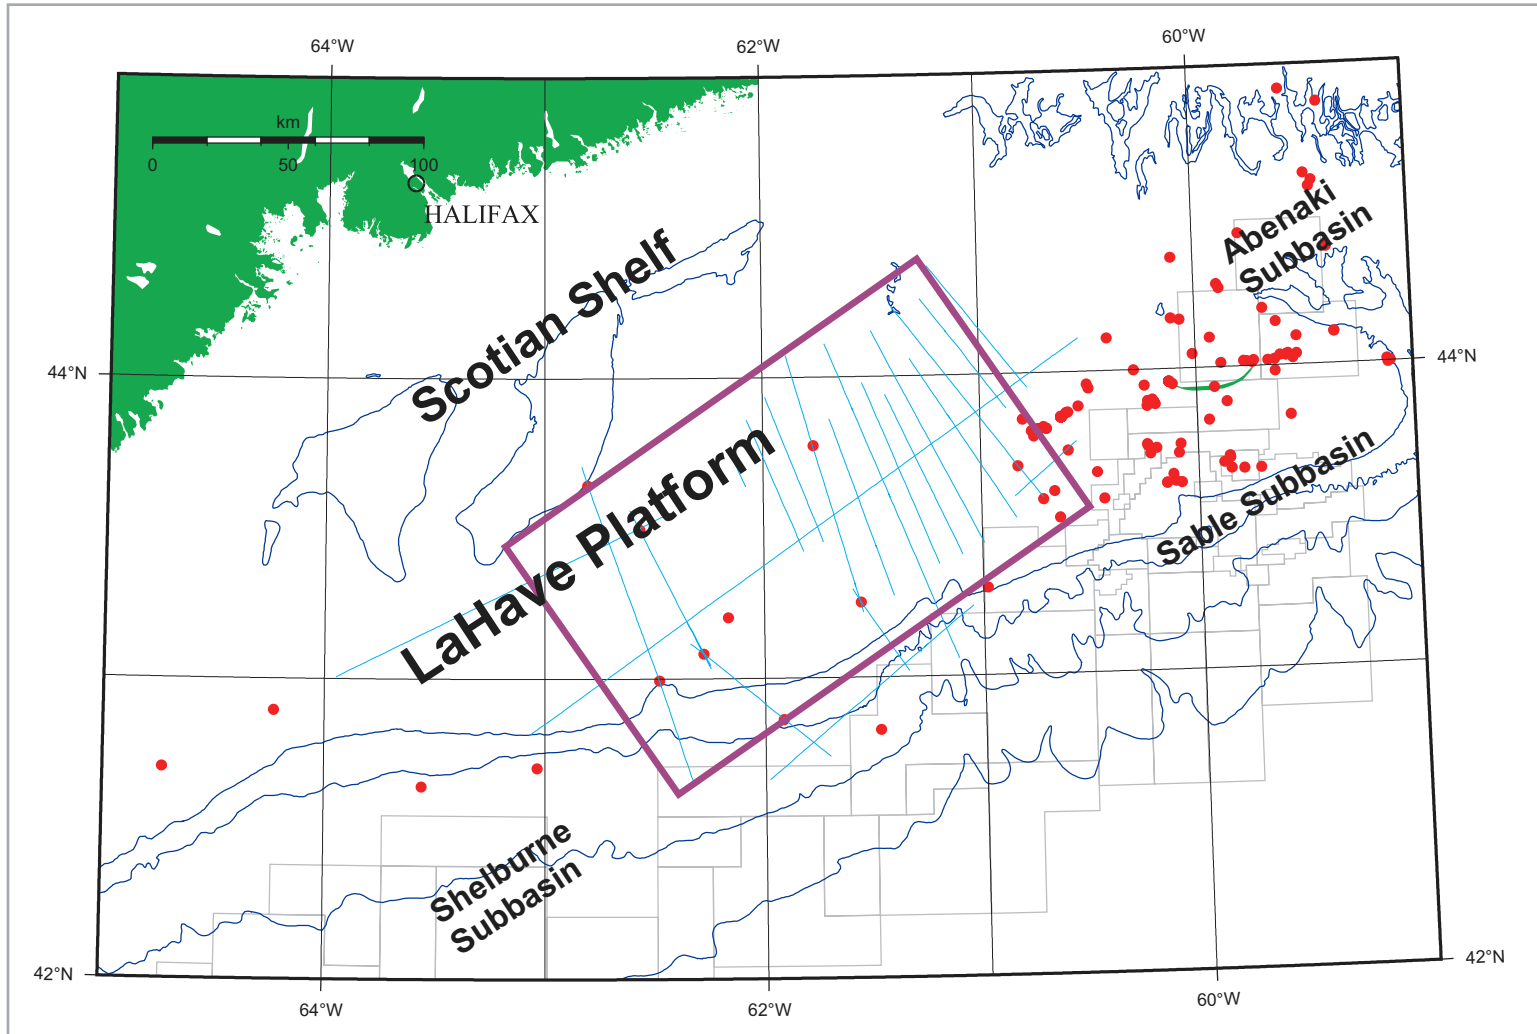 64°W
62°W
60°W
km
0
50
100
HALIFAX
Abenaki
Subbasin
Scotian Shelf
44°N
44°N
LaHave Platform
Sable Subbasin
Shelburne
Subbasin
42°N
42°N
64°W
62°W
60°W